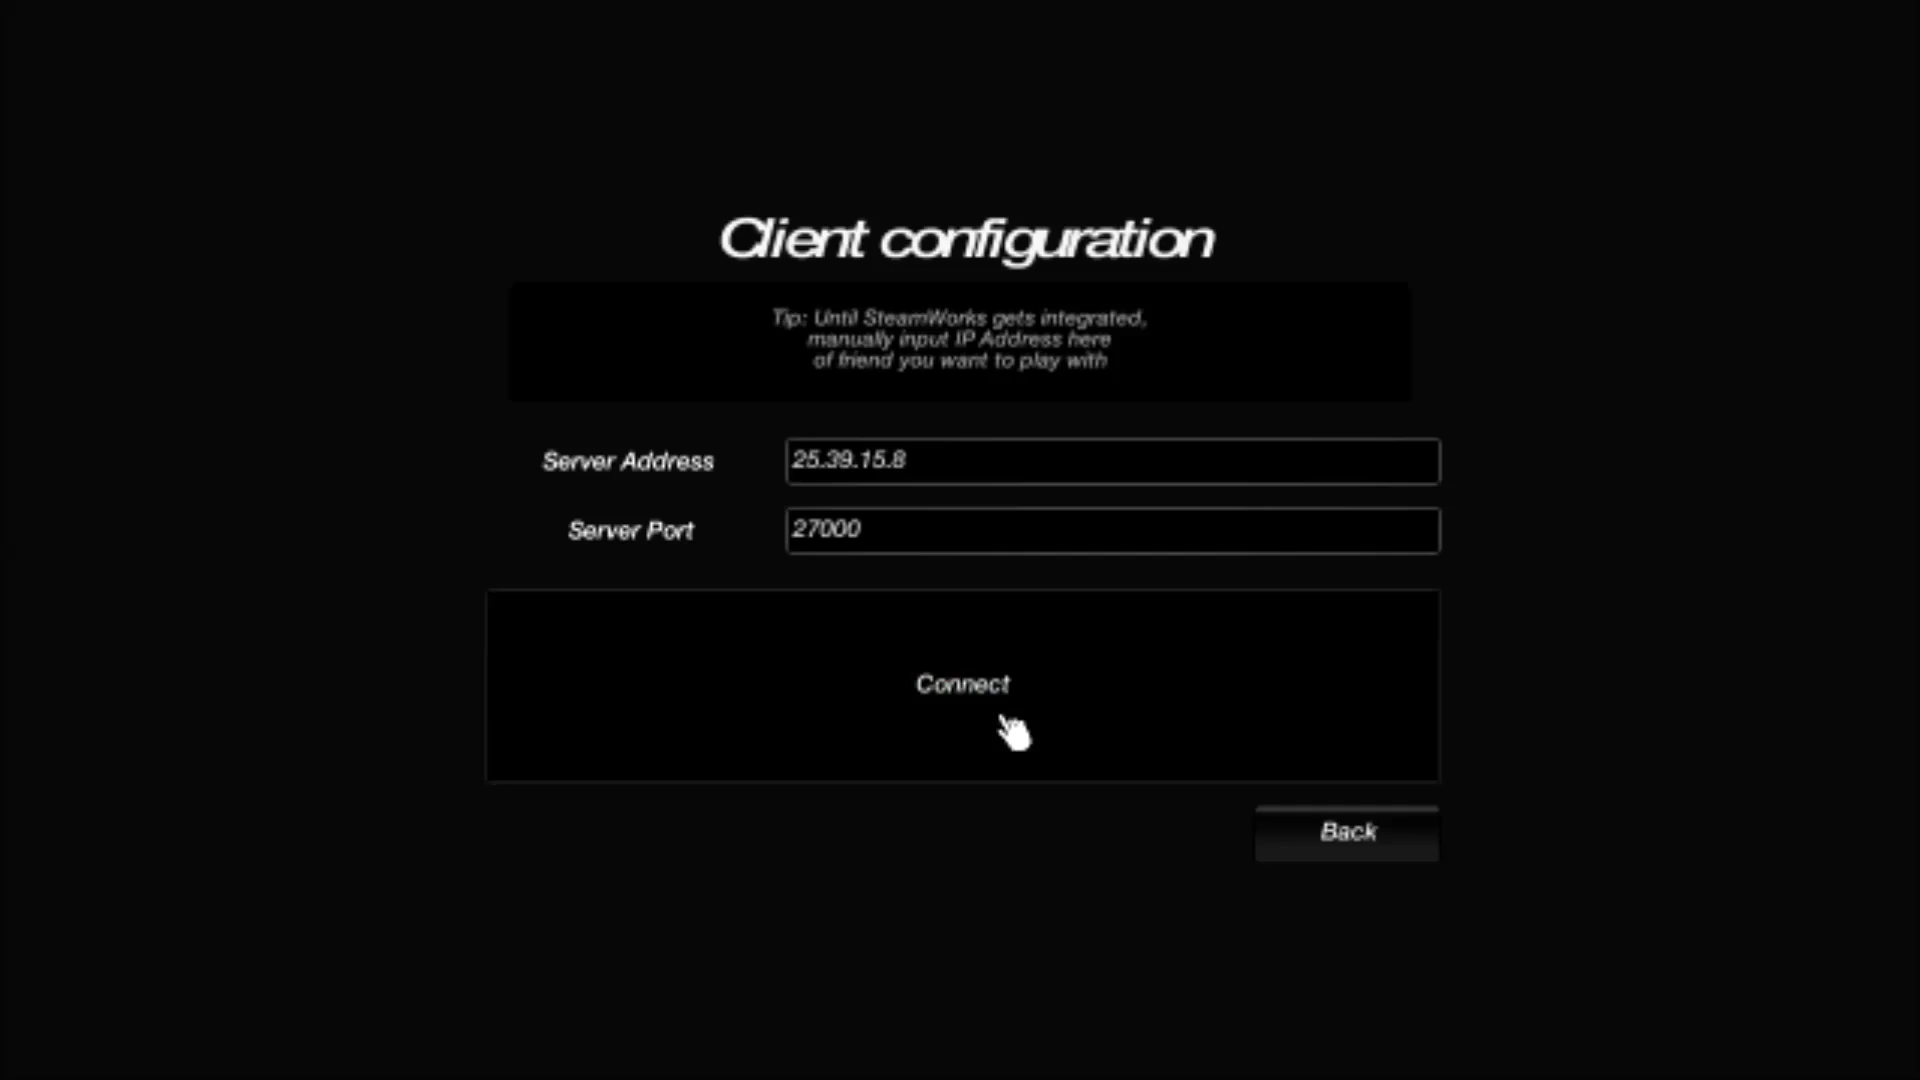 Client configuration
Tip: Until SteamWorks gets integrated,
manually input IP Address here
of friend you want to play with
Server Address
25.39.15.8
Server Port
27000
Connect
Back